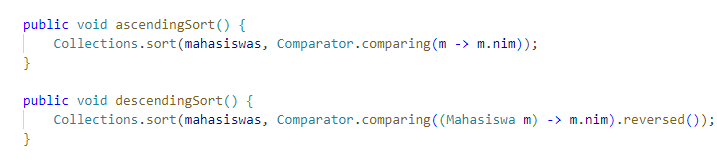 public void ascendingSort() {
    Collections.sort(mahasiswas, Comparator.comparing(m -> m.nim));
}
public void descendingSort() {
    Collections.sort(mahasiswas, Comparator.comparing((Mahasiswa m) -> m.nim).reversed());
}